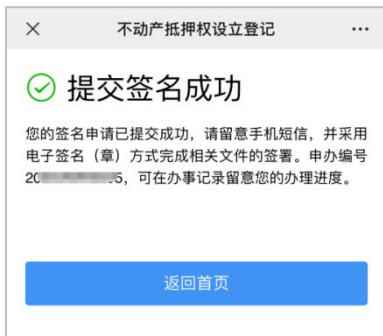 不动产抵押权设立登记
提交签名成功
您的签名申请已提交成功，请留意手机短信，并采用
电子签名（章）方式完成相关文件的签署。申办编号
20 5，可在办事记录留意您的办理进度。
返回首页